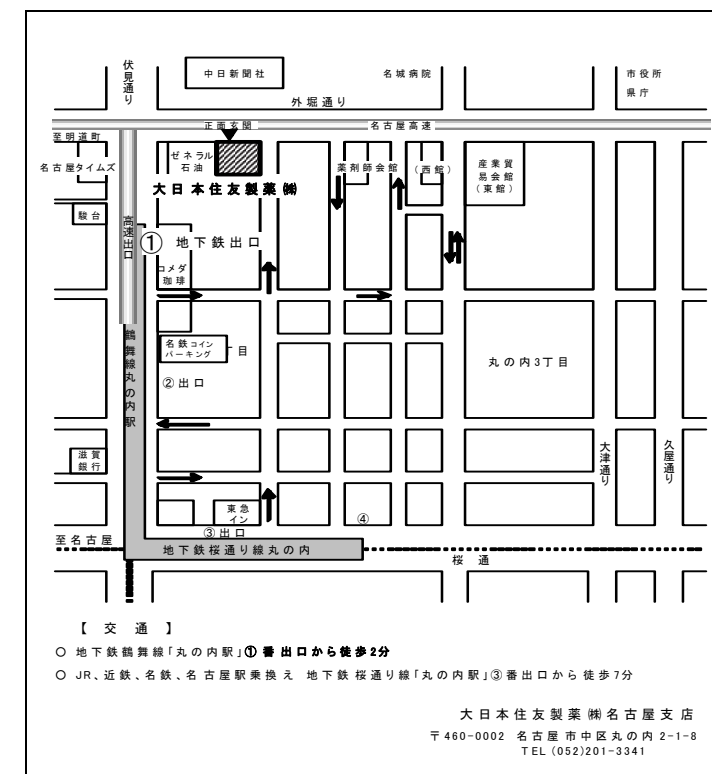 伏見通り
中日新聞社
名城病院
市役所
県庁
外堀通り
正面玄関
名古屋高速
至明道町
名古屋タイムズ
ゼネラル
石油
薬剤師会館
(西館)
産業貿
易会館
(東館)
大日本住友製薬㈱
駿台
高速出口
① 地下鉄出口
コメダ
珈琲
鶴舞線丸の内駅
名鉄コイン
パーキング
丁目
丸の内3丁目
②出口
滋賀
銀行
大津通り
久屋通り
東急
イン
③出口
④
至名古屋
地下鉄桜通り線丸の内
桜通
【交通】
○ 地下鉄鶴舞線「丸の内駅」①番出口から徒歩2分
○ JR、近鉄、名鉄、名古屋駅乗換え 地下鉄桜通り線「丸の内駅」③番出口から徒歩7分
大日本住友製薬㈱名古屋支店
〒460-0002 名古屋市中区丸の内2-1-8
TEL (052)201-3341